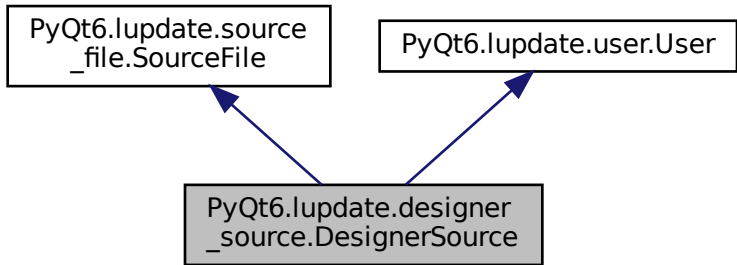 PyQt6.lupdate.source
_file.SourceFile
PyQt6.lupdate.user.User
PyQt6.lupdate.designer
_source.DesignerSource